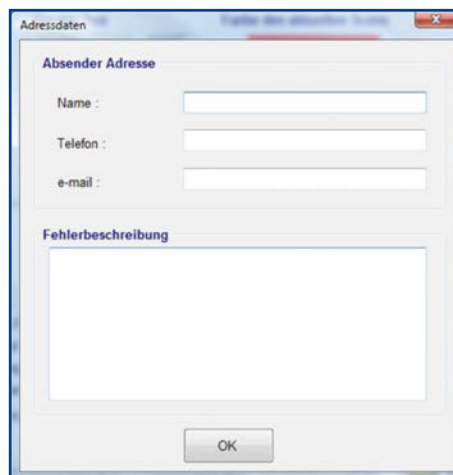 Adressdaten
Absender Adresse
Name :
Telefon :
e-mail :
Fehlerbeschreibung
OK